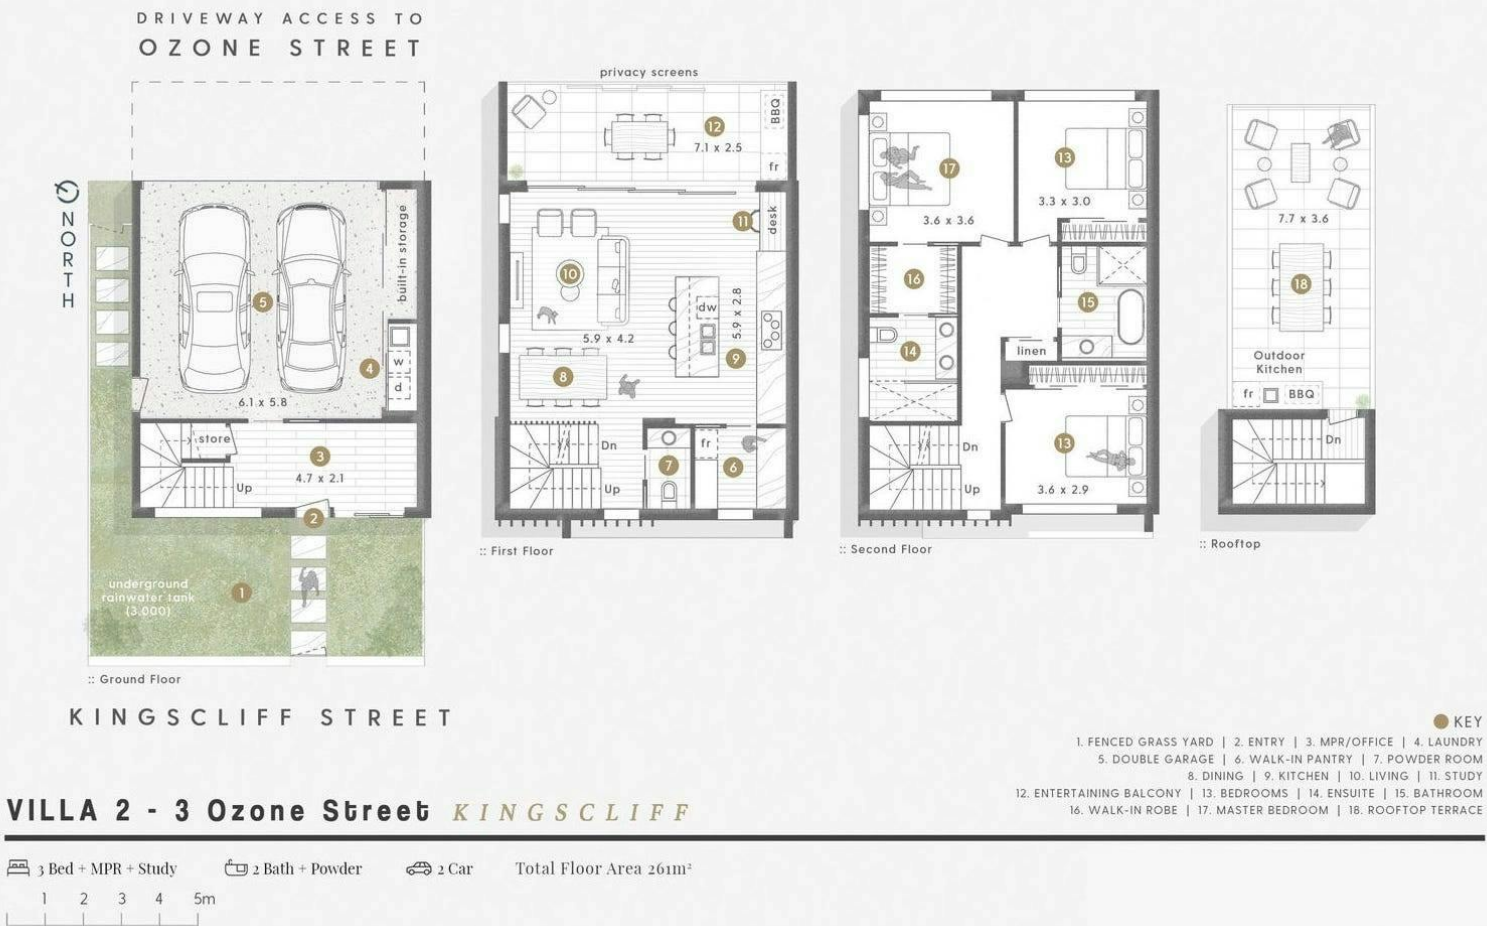 DRIVEWAY ACCESS TO
OZONE STREET
NORTH
built-in storage
5
4
w
d
6.1 x 5.8
store
3
4.7 x 2.1
Up
2
1
underground
rainwater tank
(3,000)
:: Ground Floor
KINGSCLIFF STREET
privacy screens
12
7.1 x 2.5
BBQ
fr
11
desk
10
dw
5.9 x 2.8
5.9 x 4.2
9
8
Dn
fr
7
6
Up
:: First Floor
17
3.6 x 3.6
13
3.3 x 3.0
16
15
14
linen
13
Dn
Up
3.6 x 2.9
:: Second Floor
7.7 x 3.6
18
Outdoor
Kitchen
fr
BBQ
Dn
:: Rooftop
KEY
1. FENCED GRASS YARD | 2. ENTRY | 3. MPR/OFFICE | 4. LAUNDRY
5. DOUBLE GARAGE | 6. WALK-IN PANTRY | 7. POWDER ROOM
8. DINING | 9. KITCHEN | 10. LIVING | 11. STUDY
12. ENTERTAINING BALCONY | 13. BEDROOMS | 14. ENSUITE | 15. BATHROOM
16. WALK-IN ROBE | 17. MASTER BEDROOM | 18. ROOFTOP TERRACE
VILLA 2 - 3 Ozone Street KINGSCLIFF
3 Bed + MPR + Study 2 Bath + Powder 2 Car Total Floor Area 261m²
1 2 3 4 5m